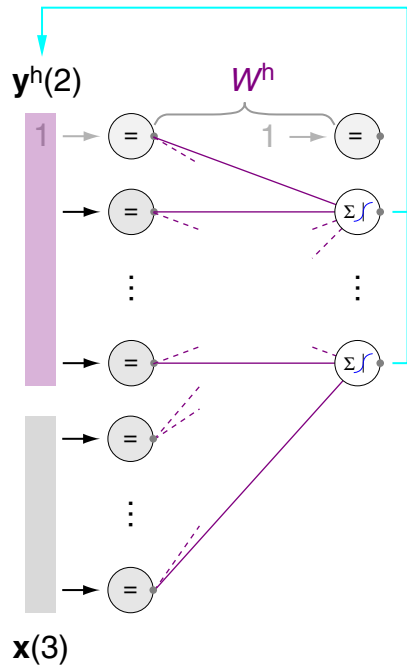 W^h
y^h(2)
1 = 1 =
= Σ
⋮ ⋮
= Σ
=
⋮
=
x(3)